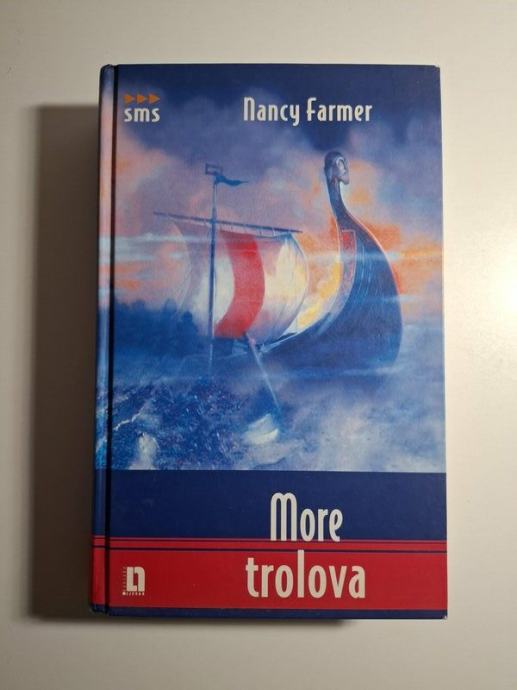 sms
Nancy Farmer
More
trolova